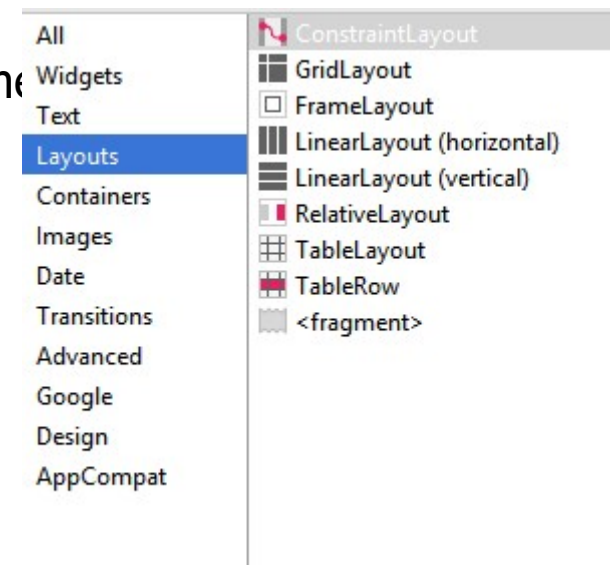 All
Widgets
Text
Layouts
Containers
Images
Date
Transitions
Advanced
Google
Design
AppCompat
ConstraintLayout
GridLayout
FrameLayout
LinearLayout (horizontal)
LinearLayout (vertical)
RelativeLayout
TableLayout
TableRow
<fragment>